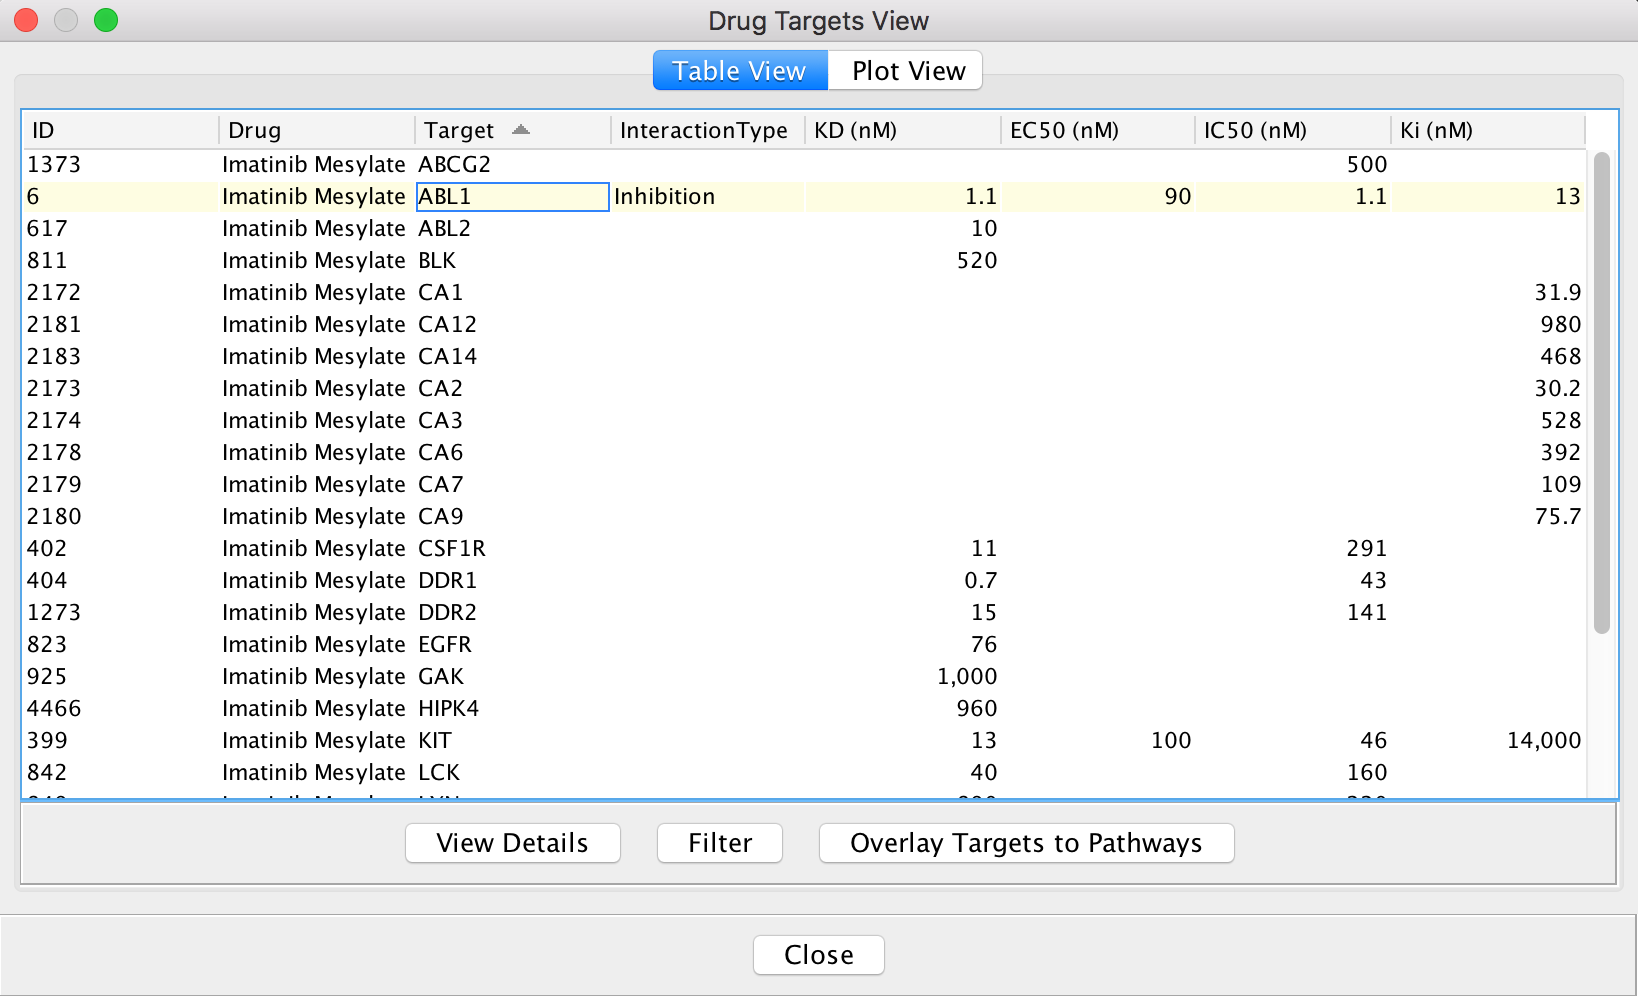 Drug Targets View
Table View Plot View
ID Drug Target InteractionType KD (nM) EC50 (nM) IC50 (nM) Ki (nM)
1373 Imatinib Mesylate ABCG2 500
6 Imatinib Mesylate ABL1 Inhibition 1.1 90 1.1 13
617 Imatinib Mesylate ABL2 10
811 Imatinib Mesylate BLK 520
2172 Imatinib Mesylate CA1 31.9
2181 Imatinib Mesylate CA12 980
2183 Imatinib Mesylate CA14 468
2173 Imatinib Mesylate CA2 30.2
2174 Imatinib Mesylate CA3 528
2178 Imatinib Mesylate CA6 392
2179 Imatinib Mesylate CA7 109
2180 Imatinib Mesylate CA9 75.7
402 Imatinib Mesylate CSF1R 11 291
404 Imatinib Mesylate DDR1 0.7 43
1273 Imatinib Mesylate DDR2 15 141
823 Imatinib Mesylate EGFR 76
925 Imatinib Mesylate GAK 1,000
4466 Imatinib Mesylate HIPK4 960
399 Imatinib Mesylate KIT 13 100 46 14,000
842 Imatinib Mesylate LCK 40 160
View Details Filter Overlay Targets to Pathways
Close